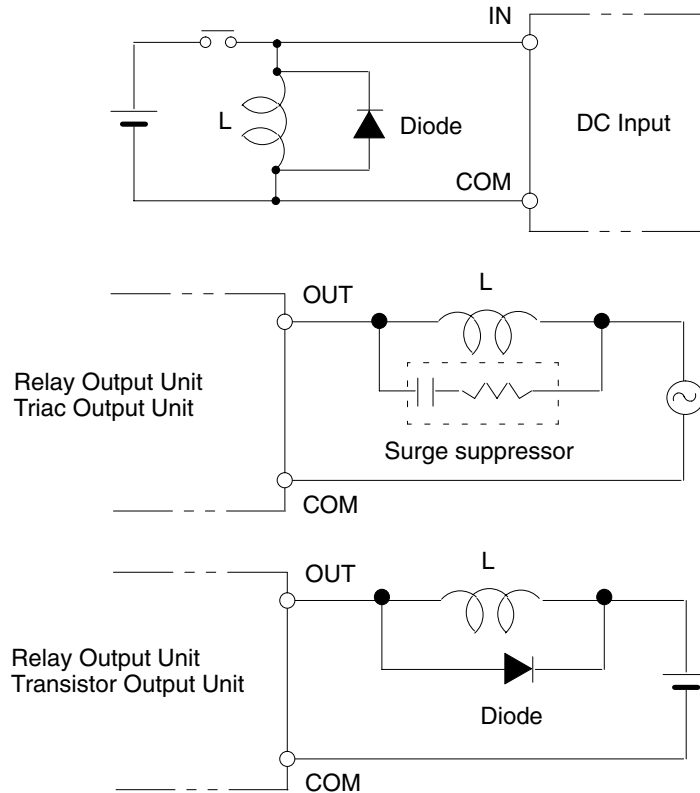 IN
L
Diode
DC Input
COM
OUT
L
Relay Output Unit
Triac Output Unit
Surge suppressor
COM
OUT
L
Relay Output Unit
Transistor Output Unit
Diode
COM